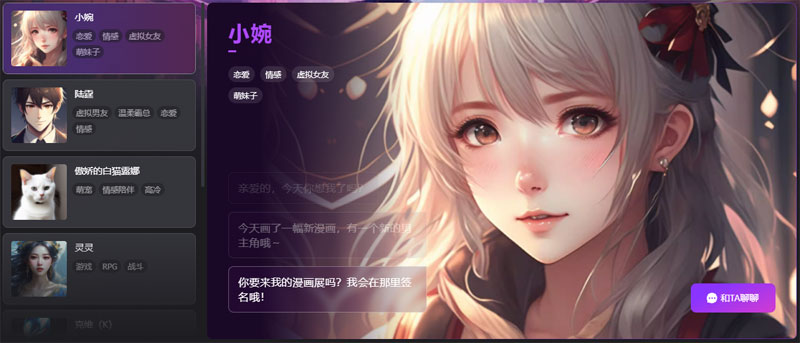 小婉
恋爱 情感 虚拟女友
萌妹子
陆霆
虚拟男友 温柔霸总 恋爱
情感
傲娇的白猫露娜
萌宠 情感陪伴 高冷
灵灵
游戏 RPG 战斗
小婉
恋爱 情感 虚拟女友
萌妹子
亲爱的，今天你想我了吗？
今天画了一幅新漫画，有一个新的男
主角哦～
你要来我的漫画展吗？我会在那里签
名哦！
和TA聊聊